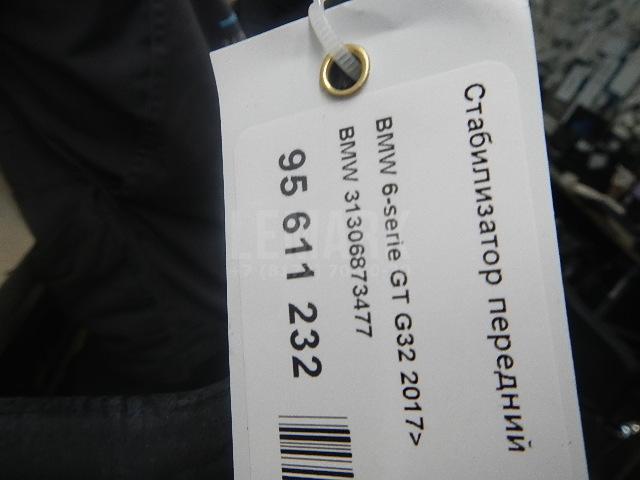 Стабилизатор передний
BMW 6-serie GT G32 2017>
BMW 31306873477
95 611 232